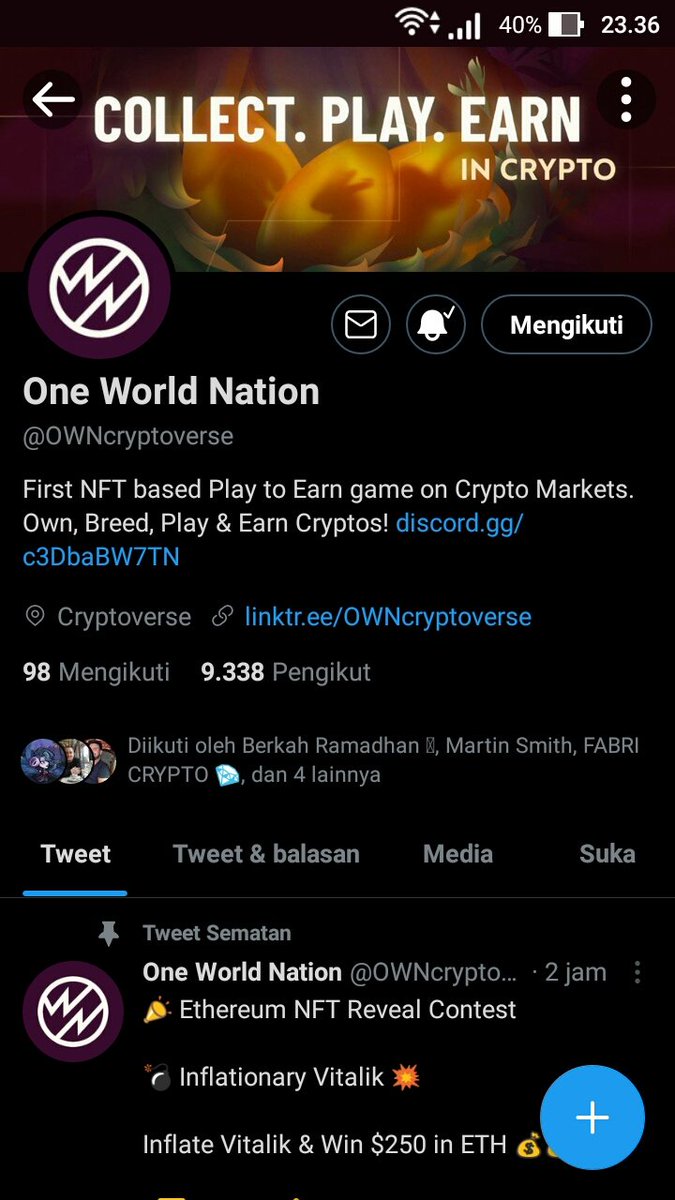 40% 23.36
COLLECT. PLAY. EARN
IN CRYPTO
Mengikuti
One World Nation
@OWNcryptoverse
First NFT based Play to Earn game on Crypto Markets.
Own, Breed, Play & Earn Cryptos! discord.gg/
c3DbaBW7TN
Cryptoverse linktr.ee/OWNcryptoverse
98 Mengikuti 9.338 Pengikut
Diikuti oleh Berkah Ramadhan, Martin Smith, FABRI
CRYPTO 💎, dan 4 lainnya
Tweet Tweet & balasan Media Suka
Tweet Sematan
One World Nation @OWNcrypto... · 2 jam
📣 Ethereum NFT Reveal Contest
💣 Inflationary Vitalik 💥
Inflate Vitalik & Win $250 in ETH 💰